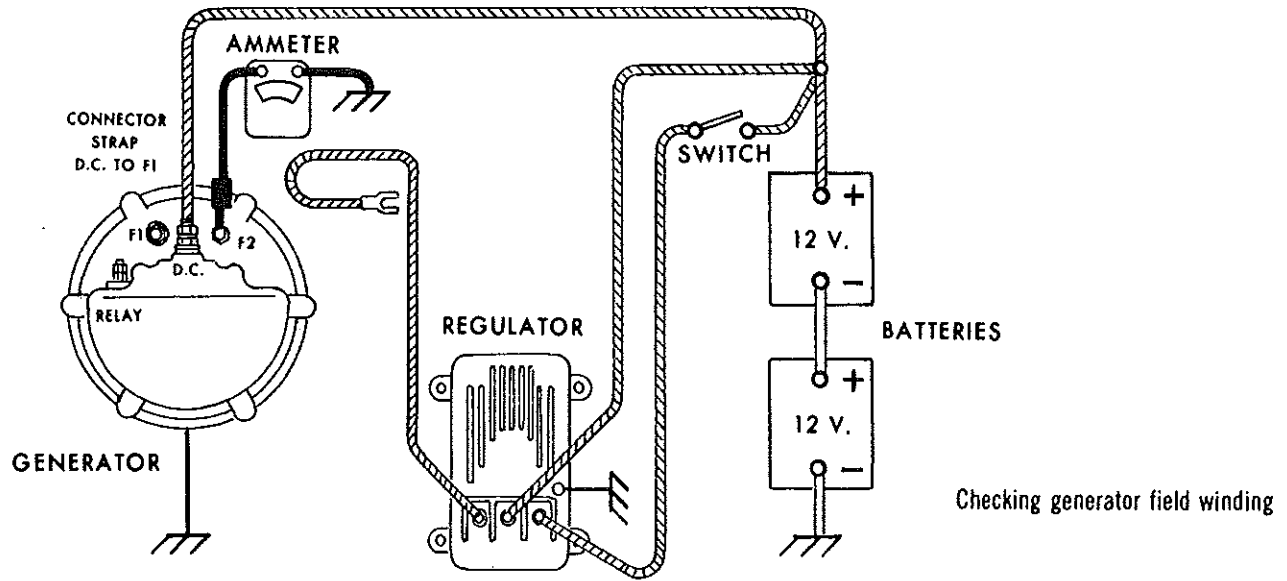 AMMETER
CONNECTOR
STRAP
D.C. TO F1
SWITCH
F1
F2
D.C.
RELAY
+
12 V.
−
REGULATOR
BATTERIES
+
12 V.
−
GENERATOR
Checking generator field winding